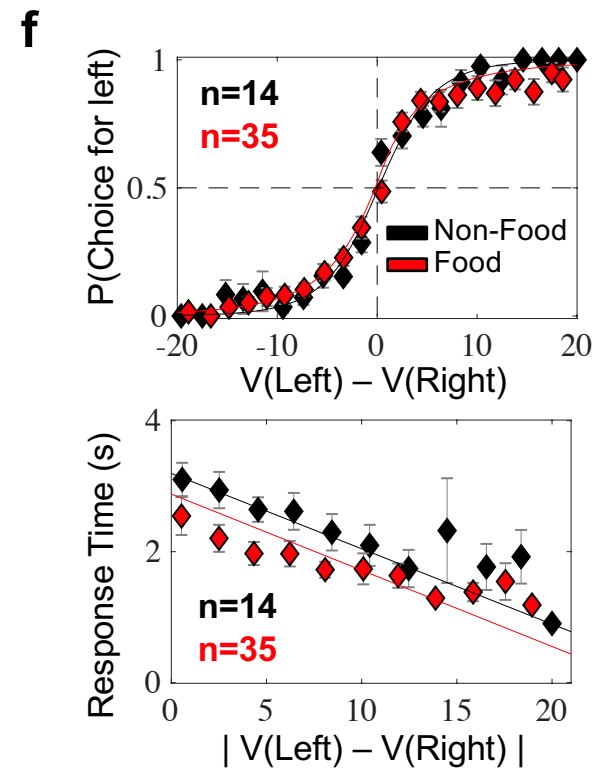 f
P(Choice for left)
1
0.5
0
n=14
n=35
Non-Food
Food
-20 -10 0 10 20
V(Left) – V(Right)
Response Time (s)
4
2
0
n=14
n=35
0 5 10 15 20
| V(Left) – V(Right) |